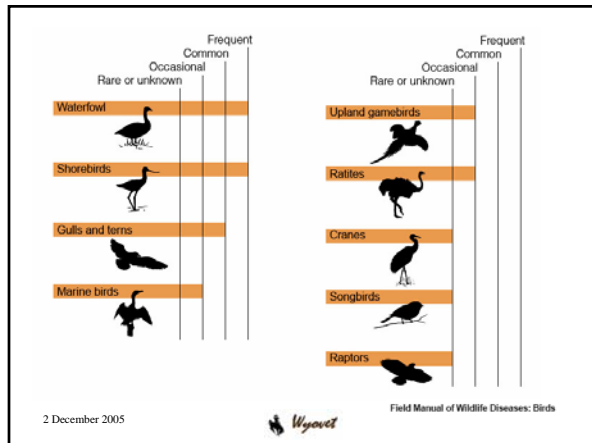 Frequent
Common
Occasional
Rare or unknown
Waterfowl
Shorebirds
Gulls and terns
Marine birds
Frequent
Common
Occasional
Rare or unknown
Upland gamebirds
Ratites
Cranes
Songbirds
Raptors
Field Manual of Wildlife Diseases: Birds
2 December 2005
Wyovet